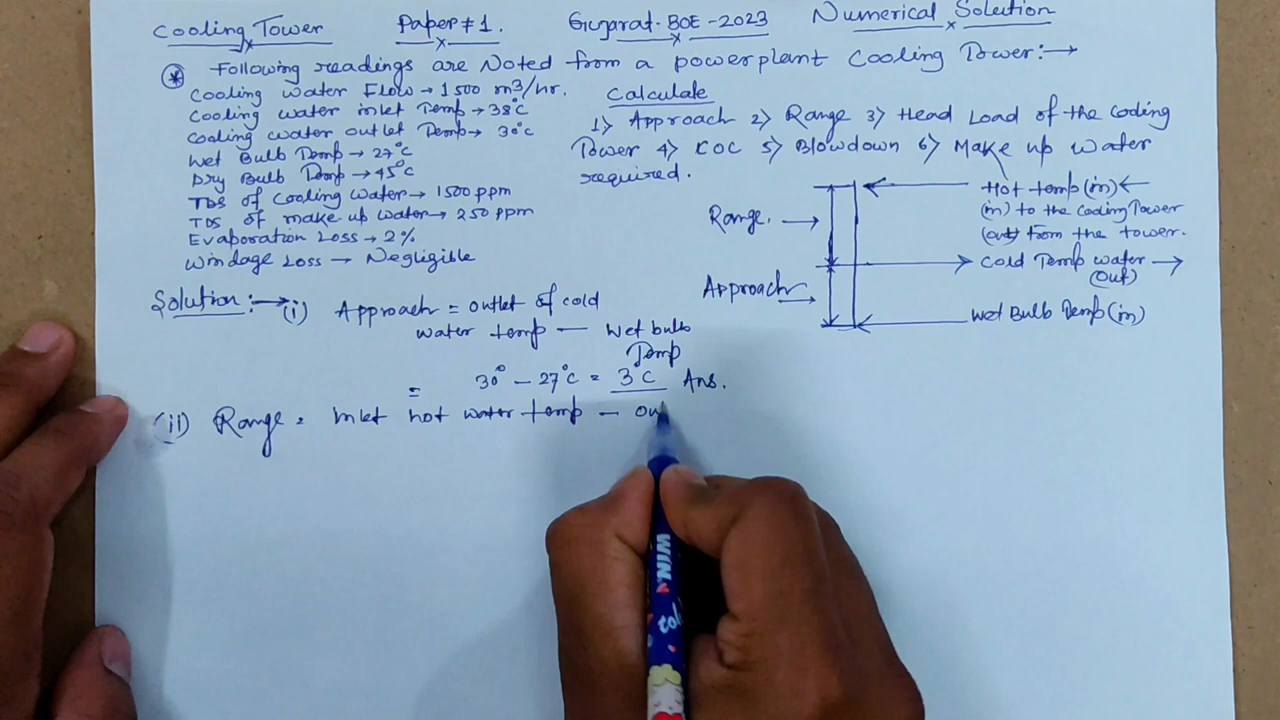 Cooling Tower Paper # 1. Gujarat-BOE-2023 Numerical Solution
* Following readings are Noted from a powerplant Cooling Tower:→
Cooling Water Flow → 1500 m3/hr.
Cooling water inlet Temp → 38°C
Cooling water outlet Temp → 30°C
Wet Bulb Temp → 27°C
Dry Bulb Temp → 45°C
TDS of Cooling Water → 1500 ppm
TDS of make-up Water → 250 ppm
Evaporation Loss → 2%
Windage Loss — Negligible
Calculate
1> Approach 2> Range 3> Head Load of the Cooling
Tower 4> COC 5> Blowdown 6> Make up water
required.
Range. →
Approach →
Hot temp (in) ←
(in) to the Cooling Tower
(out) from the tower.
Cold Temp water →
(Out)
Wet Bulb Temp (in)
Solution:→ (i) Approach = outlet of cold
water temp — Wet bulb
Temp
= 30° – 27°C = 3°C Ans.
(ii) Range = Inlet hot water temp – ou
WIN